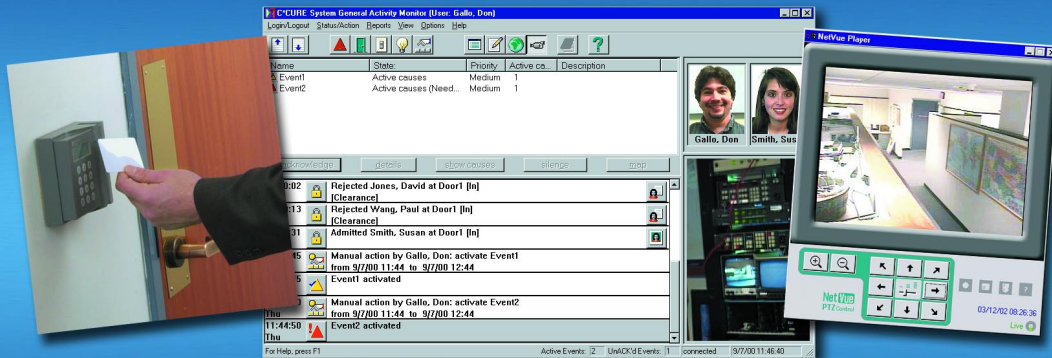 C•CURE System General Activity Monitor (User: Gallo, Don)
Login/Logout Status/Action Reports View Options Help
Name State: Priority Active ca... Description
Event1 Active causes Medium 1
Event2 Active causes (Need... Medium 1
Gallo, Don Smith, Sus
details show causes silence map
Rejected Jones, David at Door1 [In]
[Clearance]
Rejected Wang, Paul at Door1 [In]
[Clearance]
Admitted Smith, Susan at Door1 [In]
Manual action by Gallo, Don: activate Event1
from 9/7/00 11:44 to 9/7/00 12:44
Event1 activated
Manual action by Gallo, Don: activate Event2
Thu from 9/7/00 11:44 to 9/7/00 12:44
11:44:50 Event2 activated
Thu
For Help, press F1 Active Events: 2 UnACK'd Events: 1 connected 9/7/00 11:46:40
NetVue Player
NetVue
PTZ Control
03/12/02 08:26:36
Live